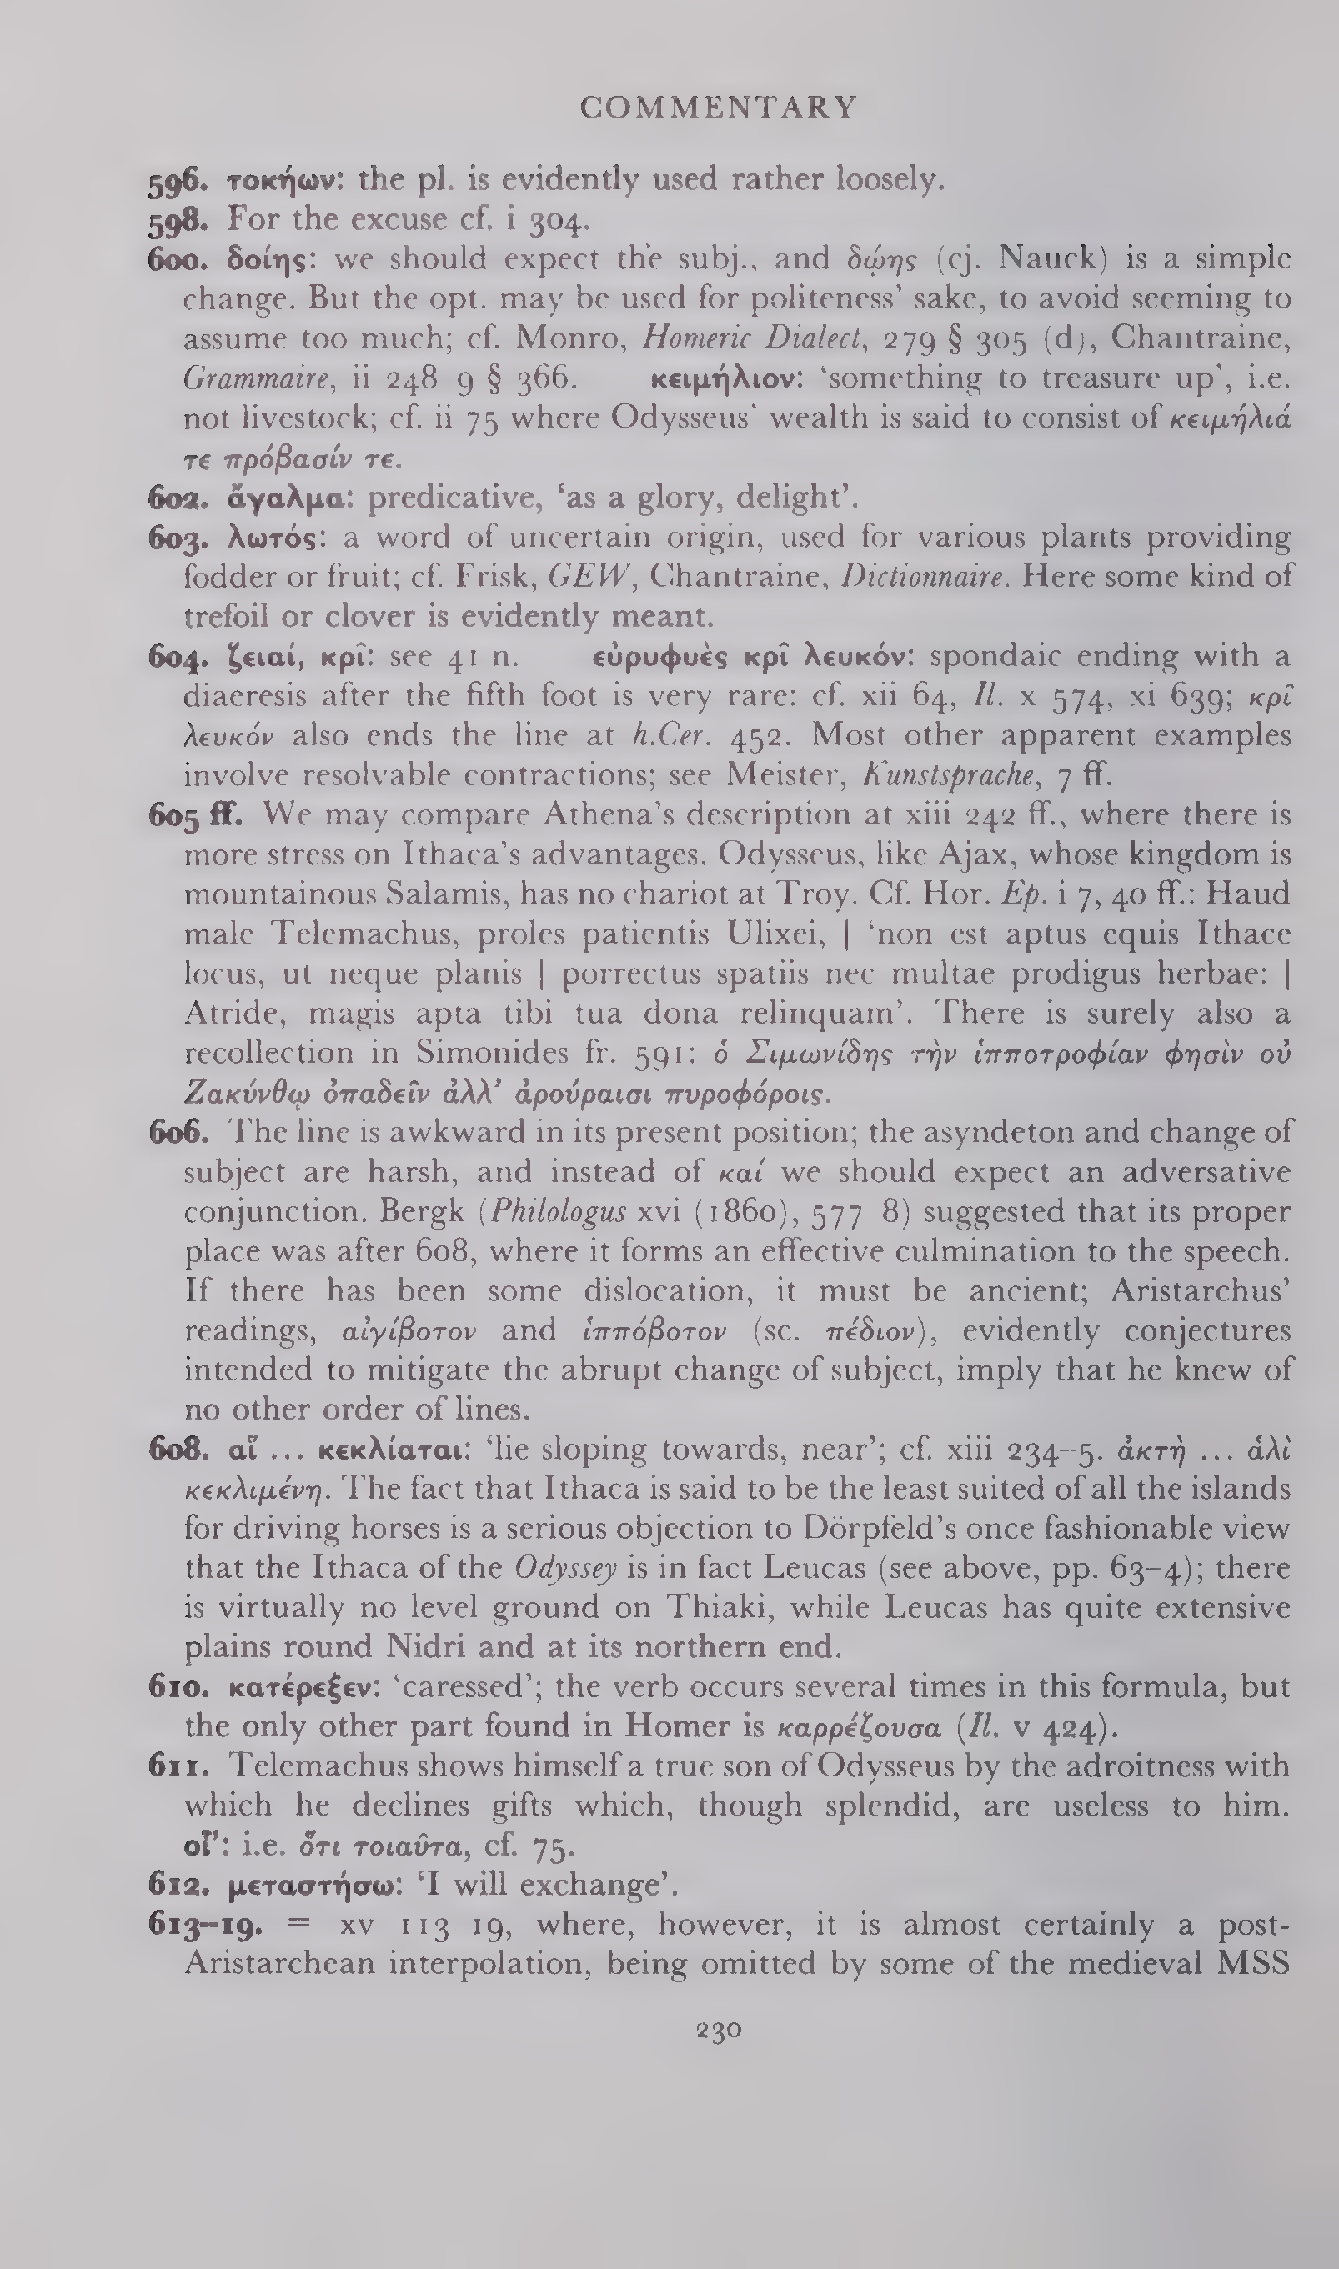 COMMENTARY
596. τοκήων: the pl. is evidently used rather loosely.
598. For the excuse cf. i 304.
600. δοίης: we should expect the subj., and δώῃς (cj. Nauck) is a simple
change. But the opt. may be used for politeness’ sake, to avoid seeming to
assume too much; cf. Monro, Homeric Dialect, 279 § 305 (d), Chantraine,
Grammaire, ii 248 9 § 366. κειμήλιον: ‘something to treasure up’, i.e.
not livestock; cf. ii 75 where Odysseus’ wealth is said to consist of κειμήλιά
τε πρόβασίν τε.
602. ἄγαλμα: predicative, ‘as a glory, delight’.
603. λωτός: a word of uncertain origin, used for various plants providing
fodder or fruit; cf. Frisk, GEW, Chantraine, Dictionnaire. Here some kind of
trefoil or clover is evidently meant.
604. ζειαί, κρῖ: see 41 n. εὐρυφυὲς κρῖ λευκόν: spondaic ending with a
diaeresis after the fifth foot is very rare: cf. xii 64, Il. x 574, xi 639; κρῖ
λευκόν also ends the line at h.Cer. 452. Most other apparent examples
involve resolvable contractions; see Meister, Kunstsprache, 7 ff.
605 ff. We may compare Athena’s description at xiii 242 ff., where there is
more stress on Ithaca’s advantages. Odysseus, like Ajax, whose kingdom is
mountainous Salamis, has no chariot at Troy. Cf. Hor. Ep. i 7, 40 ff.: Haud
male Telemachus, proles patientis Ulixei, | ‘non est aptus equis Ithace
locus, ut neque planis | porrectus spatiis nec multae prodigus herbae: |
Atride, magis apta tibi tua dona relinquam’. There is surely also a
recollection in Simonides fr. 591: ὁ Σιμωνίδης τὴν ἱπποτροφίαν φησὶν οὐ
Ζακύνθῳ ὀπαδεῖν ἀλλ’ ἀρούραισι πυροφόροις.
606. The line is awkward in its present position; the asyndeton and change of
subject are harsh, and instead of καί we should expect an adversative
conjunction. Bergk (Philologus xvi (1860), 577 8) suggested that its proper
place was after 608, where it forms an effective culmination to the speech.
If there has been some dislocation, it must be ancient; Aristarchus’
readings, αἰγίβοτον and ἱππόβοτον (sc. πέδιον), evidently conjectures
intended to mitigate the abrupt change of subject, imply that he knew of
no other order of lines.
608. αἵ ... κεκλίαται: ‘lie sloping towards, near’; cf. xiii 234–5. ἀκτὴ ... ἁλὶ
κεκλιμένη. The fact that Ithaca is said to be the least suited of all the islands
for driving horses is a serious objection to Dörpfeld’s once fashionable view
that the Ithaca of the Odyssey is in fact Leucas (see above, pp. 63–4); there
is virtually no level ground on Thiaki, while Leucas has quite extensive
plains round Nidri and at its northern end.
610. κατέρεξεν: ‘caressed’; the verb occurs several times in this formula, but
the only other part found in Homer is καρρέζουσα (Il. v 424).
611. Telemachus shows himself a true son of Odysseus by the adroitness with
which he declines gifts which, though splendid, are useless to him.
οἷ’: i.e. ὅτι τοιαῦτα, cf. 75.
612. μεταστήσω: ‘I will exchange’.
613–19. = xv 113 19, where, however, it is almost certainly a post-
Aristarchean interpolation, being omitted by some of the medieval MSS
230